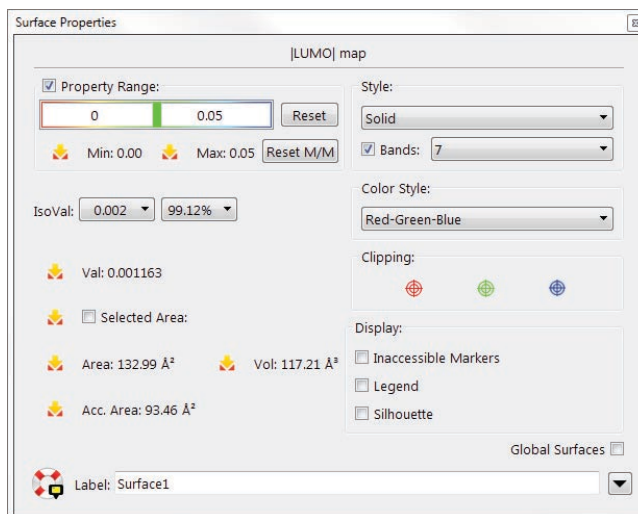 Surface Properties
|LUMO| map
Property Range:
0 0.05 Reset
Min: 0.00 Max: 0.05 Reset M/M
IsoVal: 0.002 99.12%
Val: 0.001163
Selected Area:
Area: 132.99 Å² Vol: 117.21 Å³
Acc. Area: 93.46 Å²
Style:
Solid
Bands: 7
Color Style:
Red-Green-Blue
Clipping:
Display:
Inaccessible Markers
Legend
Silhouette
Global Surfaces
Label: Surface1